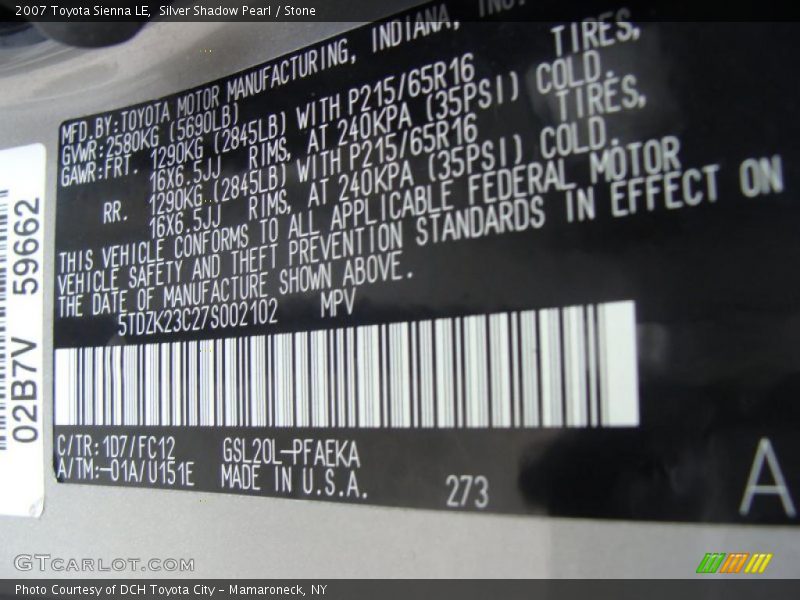 2007 Toyota Sienna LE, Silver Shadow Pearl / Stone
MFD.BY:TOYOTA MOTOR MANUFACTURING, INDIANA, INC.
GVWR:2580KG (5690LB)
GAWR:FRT. 1290KG (2845LB) WITH P215/65R16 TIRES,
16X6.5JJ RIMS, AT 240KPA (35PSI) COLD.
RR. 1290KG (2845LB) WITH P215/65R16 TIRES,
16X6.5JJ RIMS, AT 240KPA (35PSI) COLD.
THIS VEHICLE CONFORMS TO ALL APPLICABLE FEDERAL MOTOR
VEHICLE SAFETY AND THEFT PREVENTION STANDARDS IN EFFECT ON
THE DATE OF MANUFACTURE SHOWN ABOVE.
5TDZK23C27S002102 MPV
C/TR:1D7/FC12 GSL20L-PFAEKA
A/TM:-01A/U151E MADE IN U.S.A.
273
A
02B7V 59662
GTCARLOT.COM
Photo Courtesy of DCH Toyota City - Mamaroneck, NY